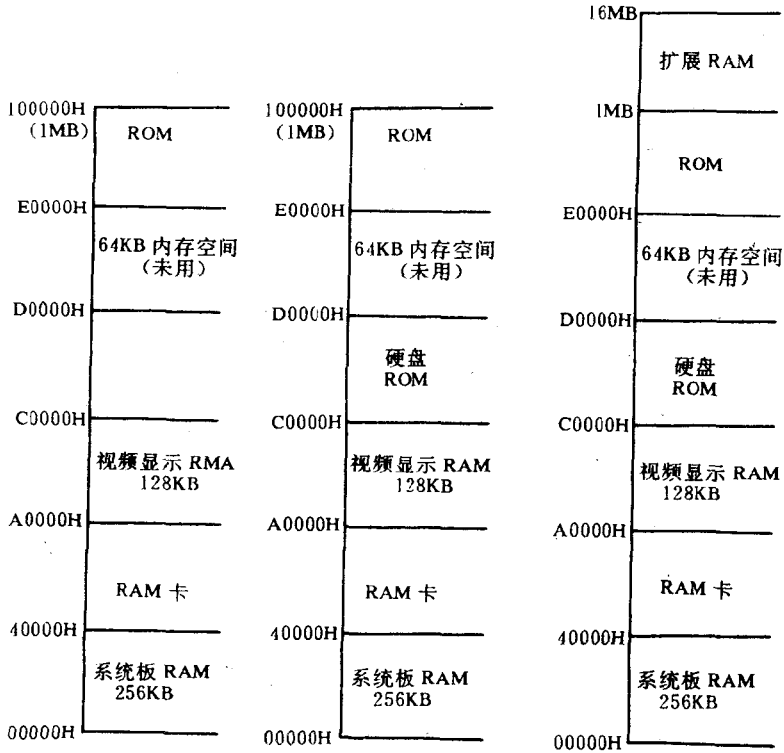 100000H
(1MB)
ROM
E0000H
64KB 内存空间
(未用)
D0000H
C0000H
视频显示 RMA
128KB
A0000H
RAM 卡
40000H
系统板 RAM
256KB
00000H
100000H
(1MB)
ROM
E0000H
64KB 内存空间
(未用)
D0000H
硬盘
ROM
C0000H
视频显示 RAM
128KB
A0000H
RAM 卡
40000H
系统板 RAM
256KB
00000H
16MB
扩展 RAM
1MB
ROM
E0000H
64KB 内存空间
(未用)
D0000H
硬盘
ROM
C0000H
视频显示 RAM
128KB
A0000H
RAM 卡
40000H
系统板 RAM
256KB
00000H